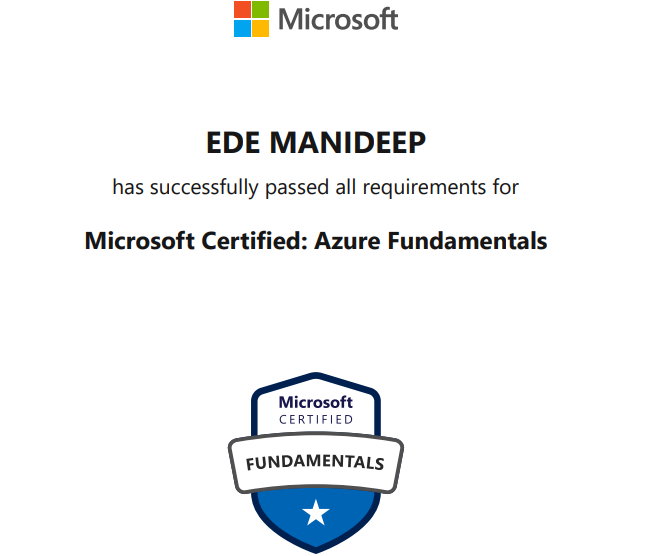 Microsoft
EDE MANIDEEP
has successfully passed all requirements for
Microsoft Certified: Azure Fundamentals
Microsoft
CERTIFIED
FUNDAMENTALS